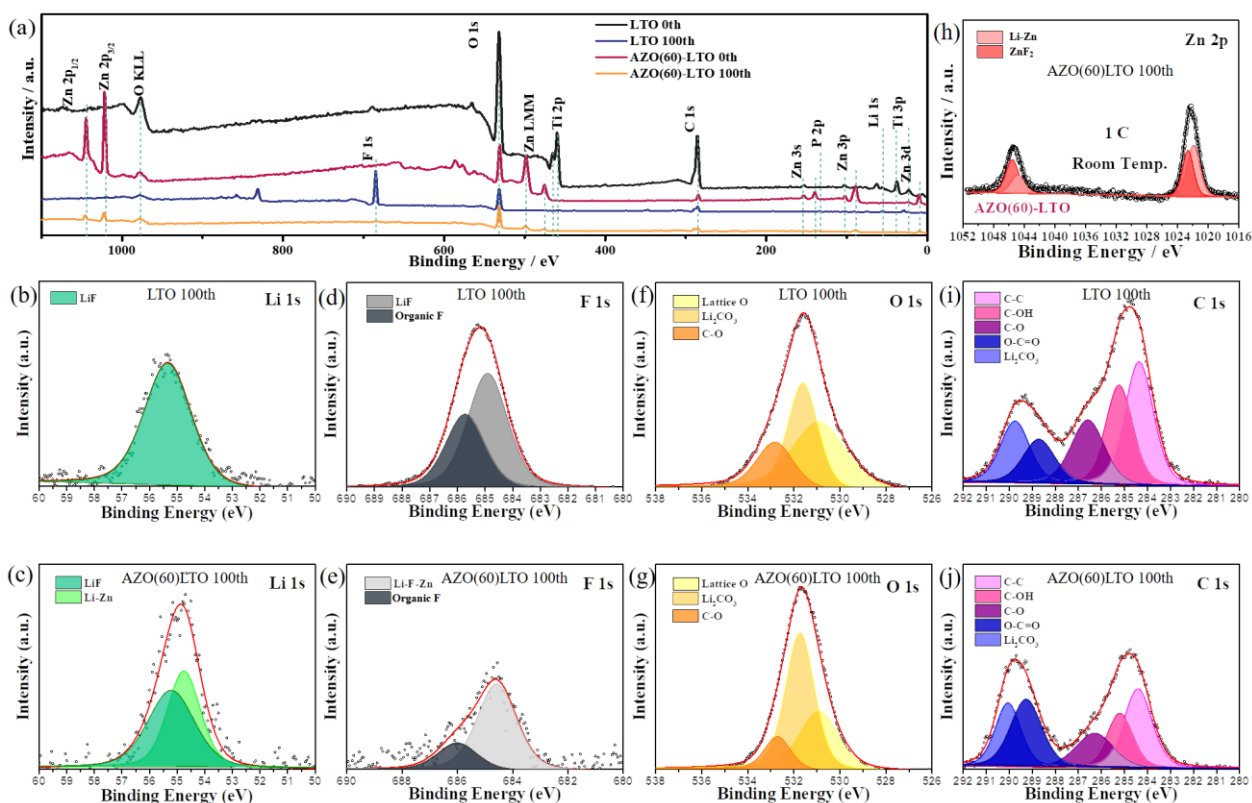 (a)
LTO 0th
LTO 100th
AZO(60)-LTO 0th
AZO(60)-LTO 100th
Zn 2p1/2
Zn 2p3/2
O KLL
F 1s
O 1s
Zn LMM
Ti 2p
C 1s
Zn 3s
P 2p
Zn 3p
Li 1s
Ti 3p
Zn 3d
Intensity / a.u.
1000 800 600 400 200 0
Binding Energy / eV
(h)
Zn 2p
Li-Zn
ZnF2
AZO(60)LTO 100th
1 C
Room Temp.
AZO(60)-LTO
Intensity / a.u.
1052 1048 1044 1040 1036 1032 1028 1024 1020 1016
Binding Energy / eV
(b)
LTO 100th
Li 1s
LiF
Intensity (a.u.)
60 59 58 57 56 55 54 53 52 51 50
Binding Energy (eV)
(d)
LTO 100th
F 1s
LiF
Organic F
Intensity (a.u.)
690 689 688 687 686 685 684 683 682 681 680
Binding Energy (eV)
(f)
LTO 100th
O 1s
Lattice O
Li2CO3
C-O
Intensity (a.u.)
538 536 534 532 530 528 526
Binding Energy (eV)
(i)
LTO 100th
C 1s
C-C
C-OH
C-O
O-C=O
Li2CO3
Intensity (a.u.)
292 291 290 289 288 287 286 285 284 283 282 281 280
Binding Energy (eV)
(c)
AZO(60)LTO 100th
Li 1s
LiF
Li-Zn
Intensity (a.u.)
60 59 58 57 56 55 54 53 52 51 50
Binding Energy (eV)
(e)
AZO(60)LTO 100th
F 1s
Li-F-Zn
Organic F
Intensity (a.u.)
690 688 686 684 682 680
Binding Energy (eV)
(g)
AZO(60)LTO 100th
O 1s
Lattice O
Li2CO3
C-O
Intensity (a.u.)
538 536 534 532 530 528 526
Binding Energy (eV)
(j)
AZO(60)LTO 100th
C 1s
C-C
C-OH
C-O
O-C=O
Li2CO3
Intensity (a.u.)
292 291 290 289 288 287 286 285 284 283 282 281 280
Binding Energy (eV)